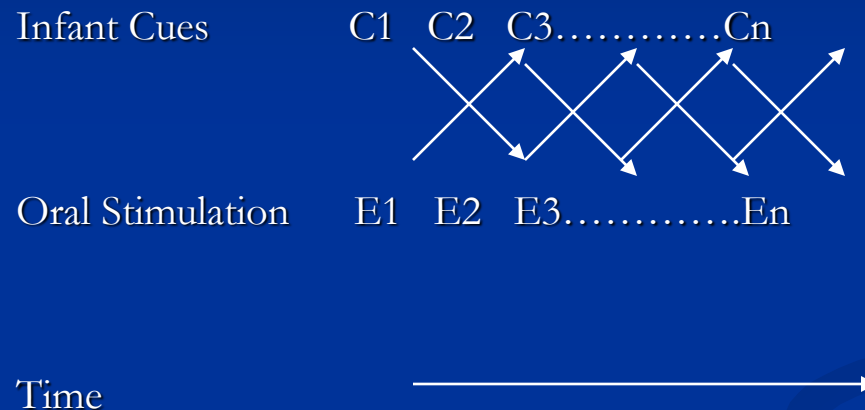 Infant Cues C1 C2 C3…………Cn
Oral Stimulation E1 E2 E3………….En
Time